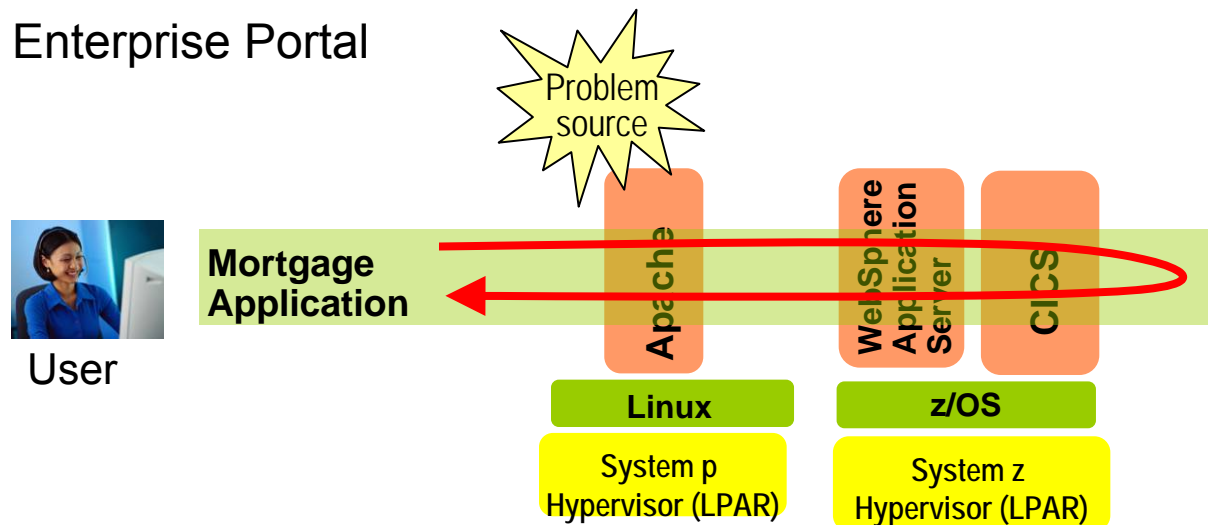 Enterprise Portal
Problem
source
Mortgage
Application
User
Apache
WebSphere
Application
Server
CICS
Linux
z/OS
System p
Hypervisor (LPAR)
System z
Hypervisor (LPAR)